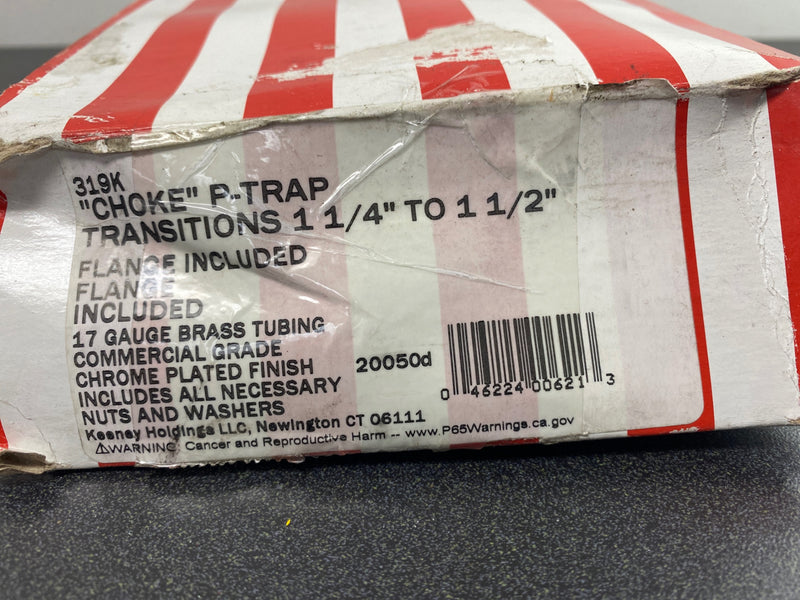 319K
"CHOKE" P-TRAP
TRANSITIONS 1 1/4" TO 1 1/2"
FLANGE INCLUDED
FLANGE
INCLUDED
17 GAUGE BRASS TUBING
COMMERCIAL GRADE
CHROME PLATED FINISH
INCLUDES ALL NECESSARY
NUTS AND WASHERS
20050d
0 46224 00621 3
Keeney Holdings LLC, Newington CT 06111
⚠WARNING: Cancer and Reproductive Harm -- www.P65Warnings.ca.gov